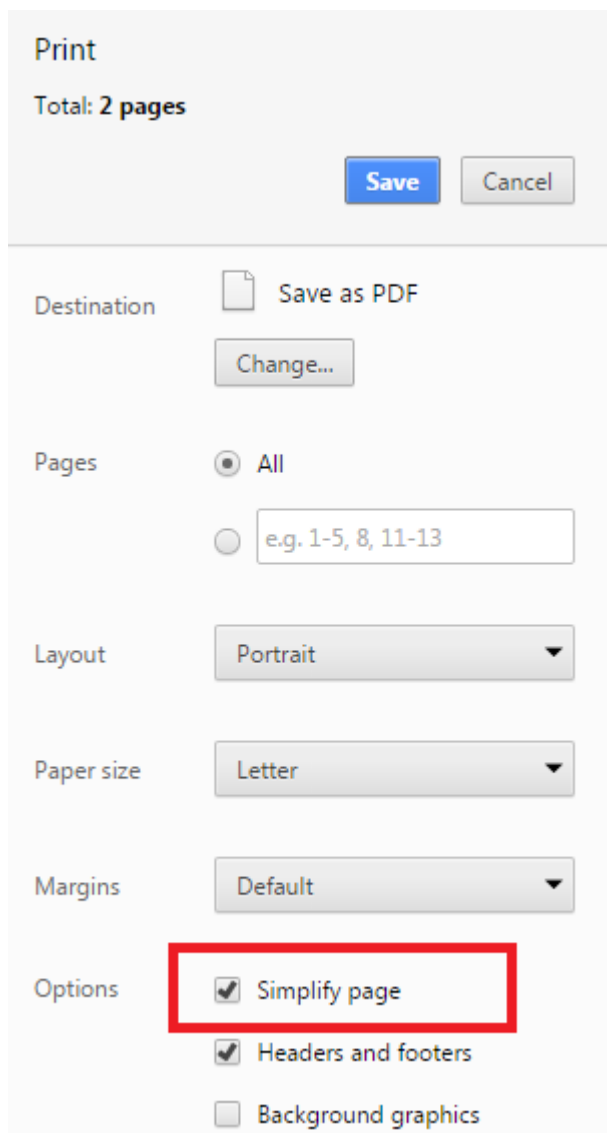 Print
Total: 2 pages
Save Cancel
Destination Save as PDF
Change...
Pages All
e.g. 1-5, 8, 11-13
Layout Portrait
Paper size Letter
Margins Default
Options Simplify page
Headers and footers
Background graphics